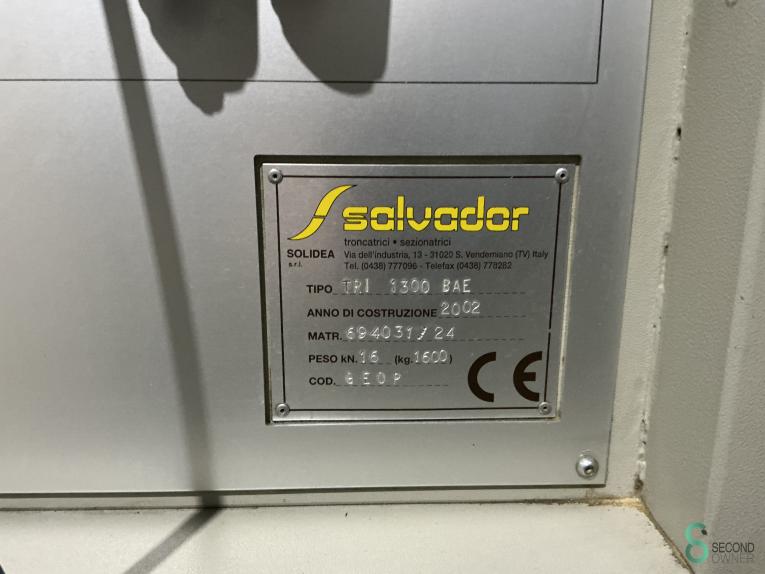 salvador
troncatrici • sezionatrici
SOLIDEA s.r.l.
Via dell'industria, 13 - 31020 S. Vendemiano (TV) Italy
Tel. (0438) 777096 - Telefax (0438) 778282
TIPO TRI 1300 BAE
ANNO DI COSTRUZIONE 2002
MATR. 694031/24
PESO kN. 16 (kg. 1600)
COD. GEOP
CE
SECOND
OWNER